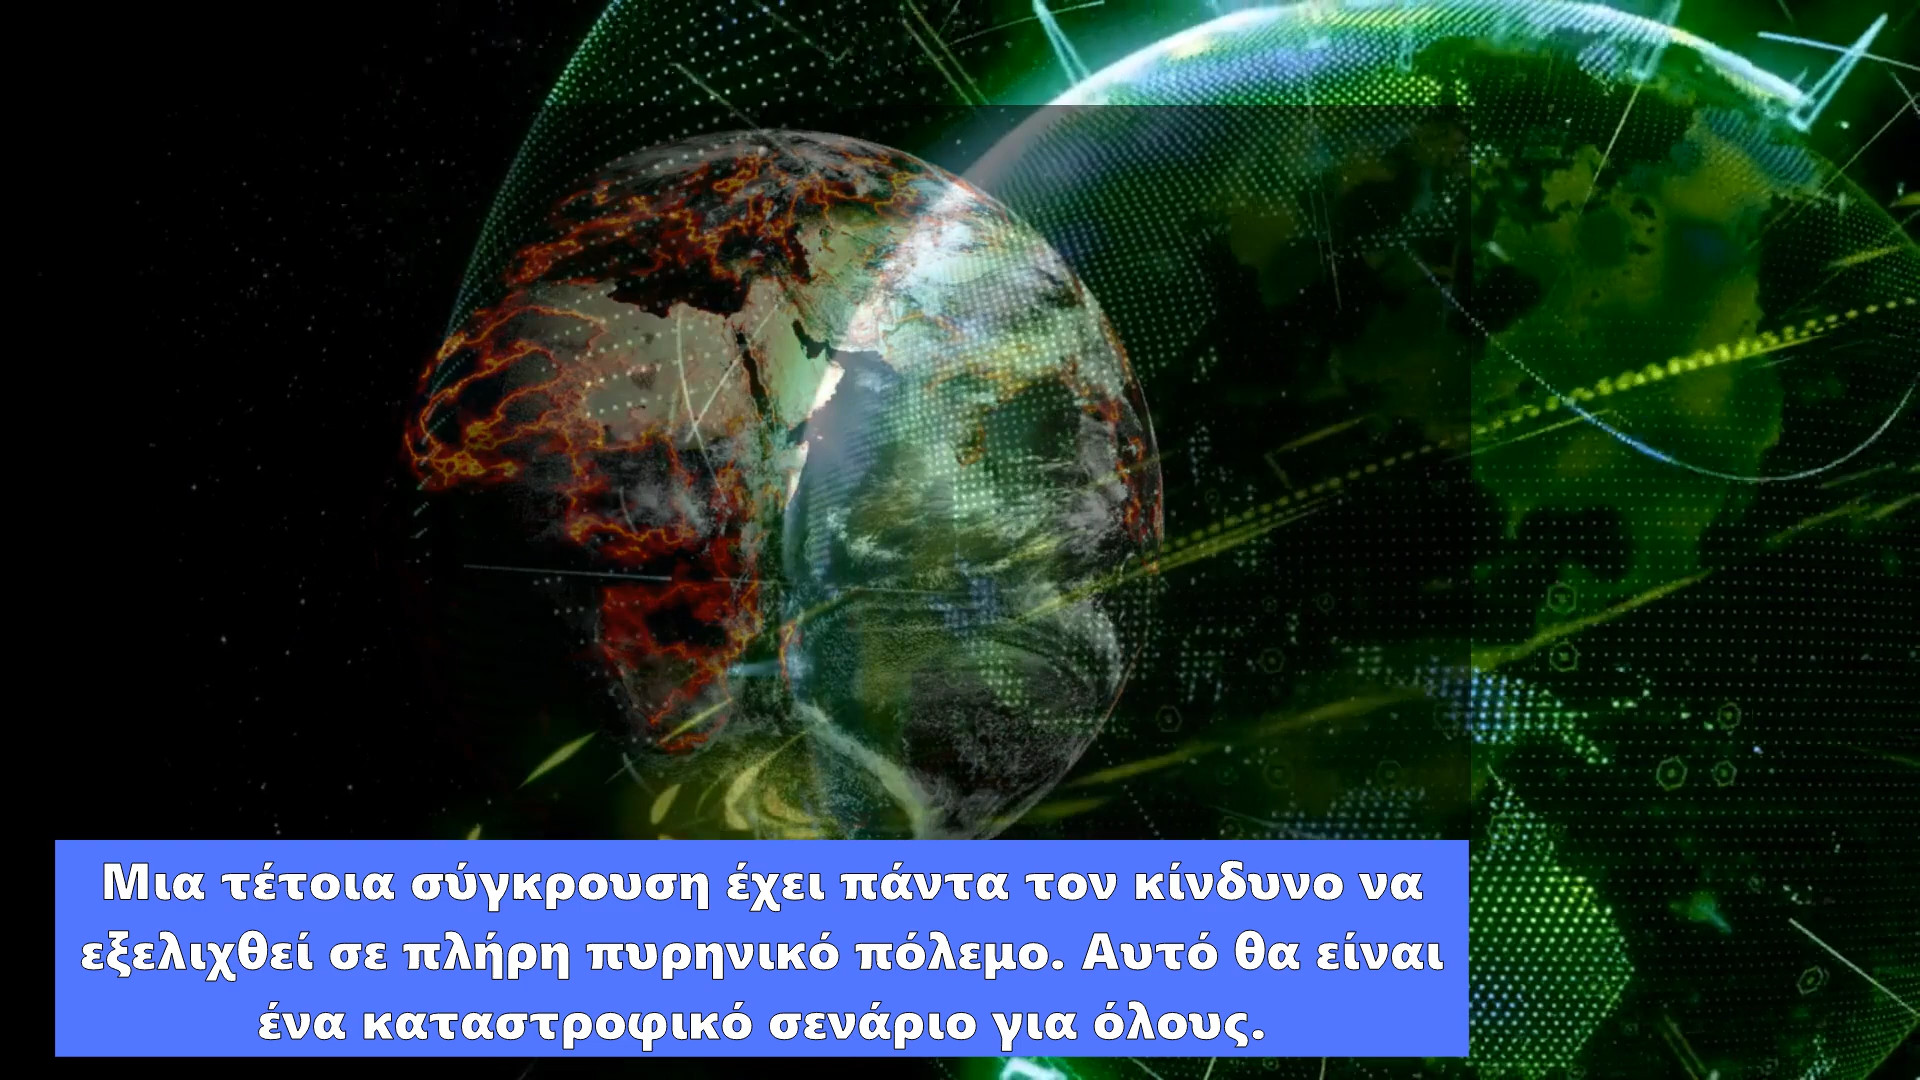 Μια τέτοια σύγκρουση έχει πάντα τον κίνδυνο να
εξελιχθεί σε πλήρη πυρηνικό πόλεμο. Αυτό θα είναι
ένα καταστροφικό σενάριο για όλους.